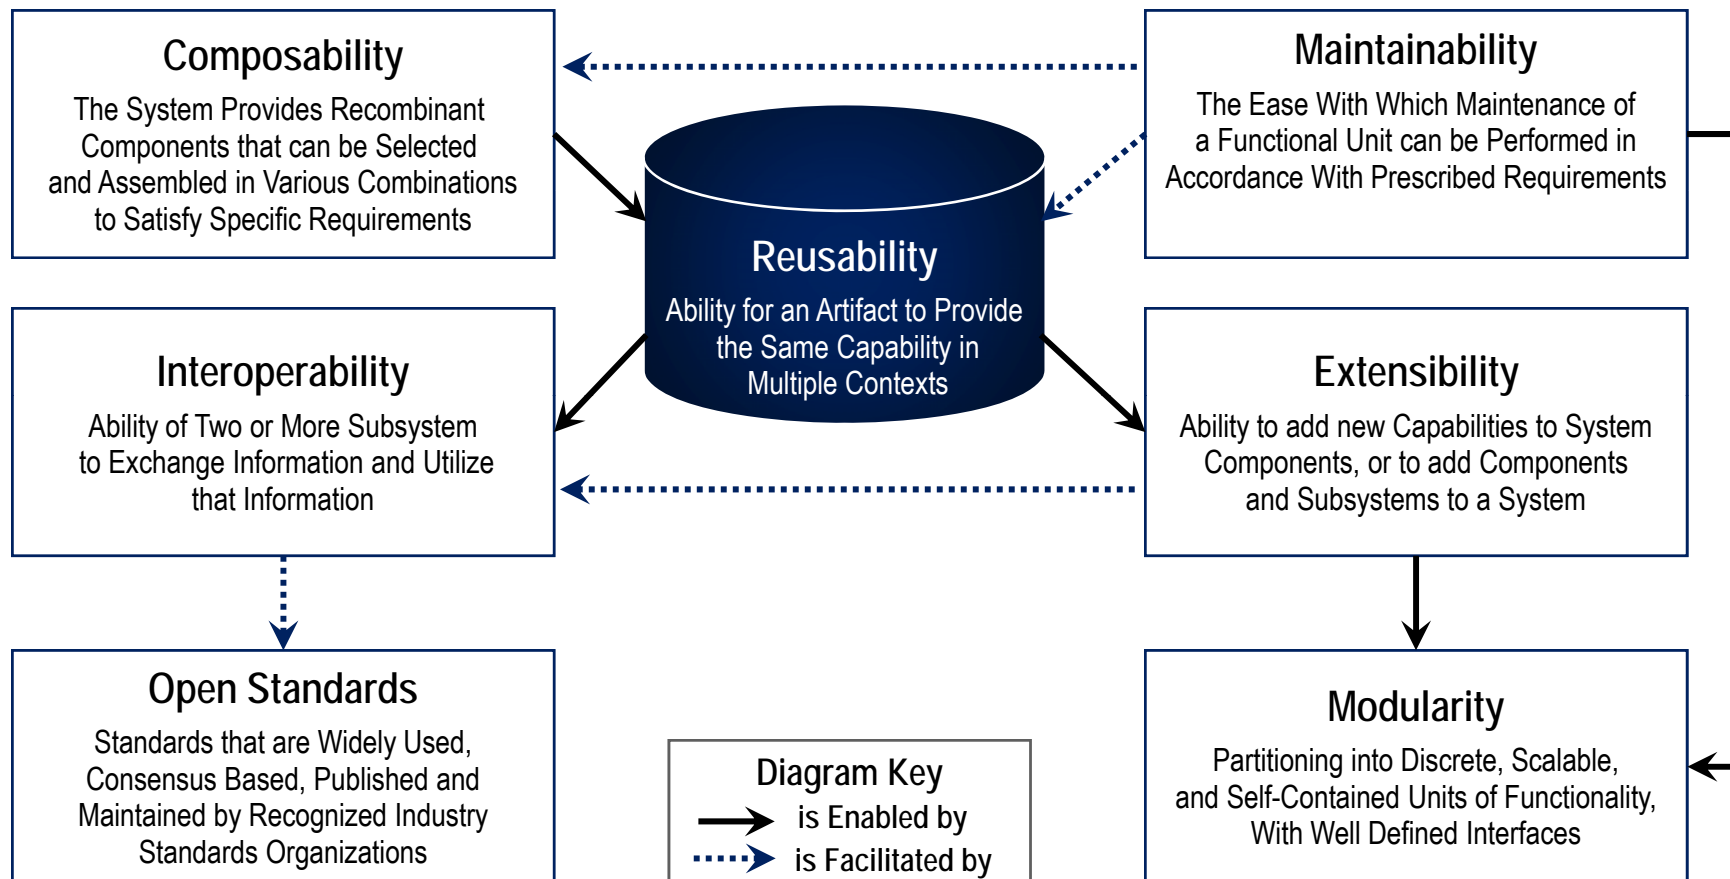 Composability
The System Provides Recombinant
Components that can be Selected
and Assembled in Various Combinations
to Satisfy Specific Requirements
Maintainability
The Ease With Which Maintenance of
a Functional Unit can be Performed in
Accordance With Prescribed Requirements
Reusability
Ability for an Artifact to Provide
the Same Capability in
Multiple Contexts
Interoperability
Ability of Two or More Subsystem
to Exchange Information and Utilize
that Information
Extensibility
Ability to add new Capabilities to System
Components, or to add Components
and Subsystems to a System
Open Standards
Standards that are Widely Used,
Consensus Based, Published and
Maintained by Recognized Industry
Standards Organizations
Diagram Key
is Enabled by
is Facilitated by
Modularity
Partitioning into Discrete, Scalable,
and Self-Contained Units of Functionality,
With Well Defined Interfaces